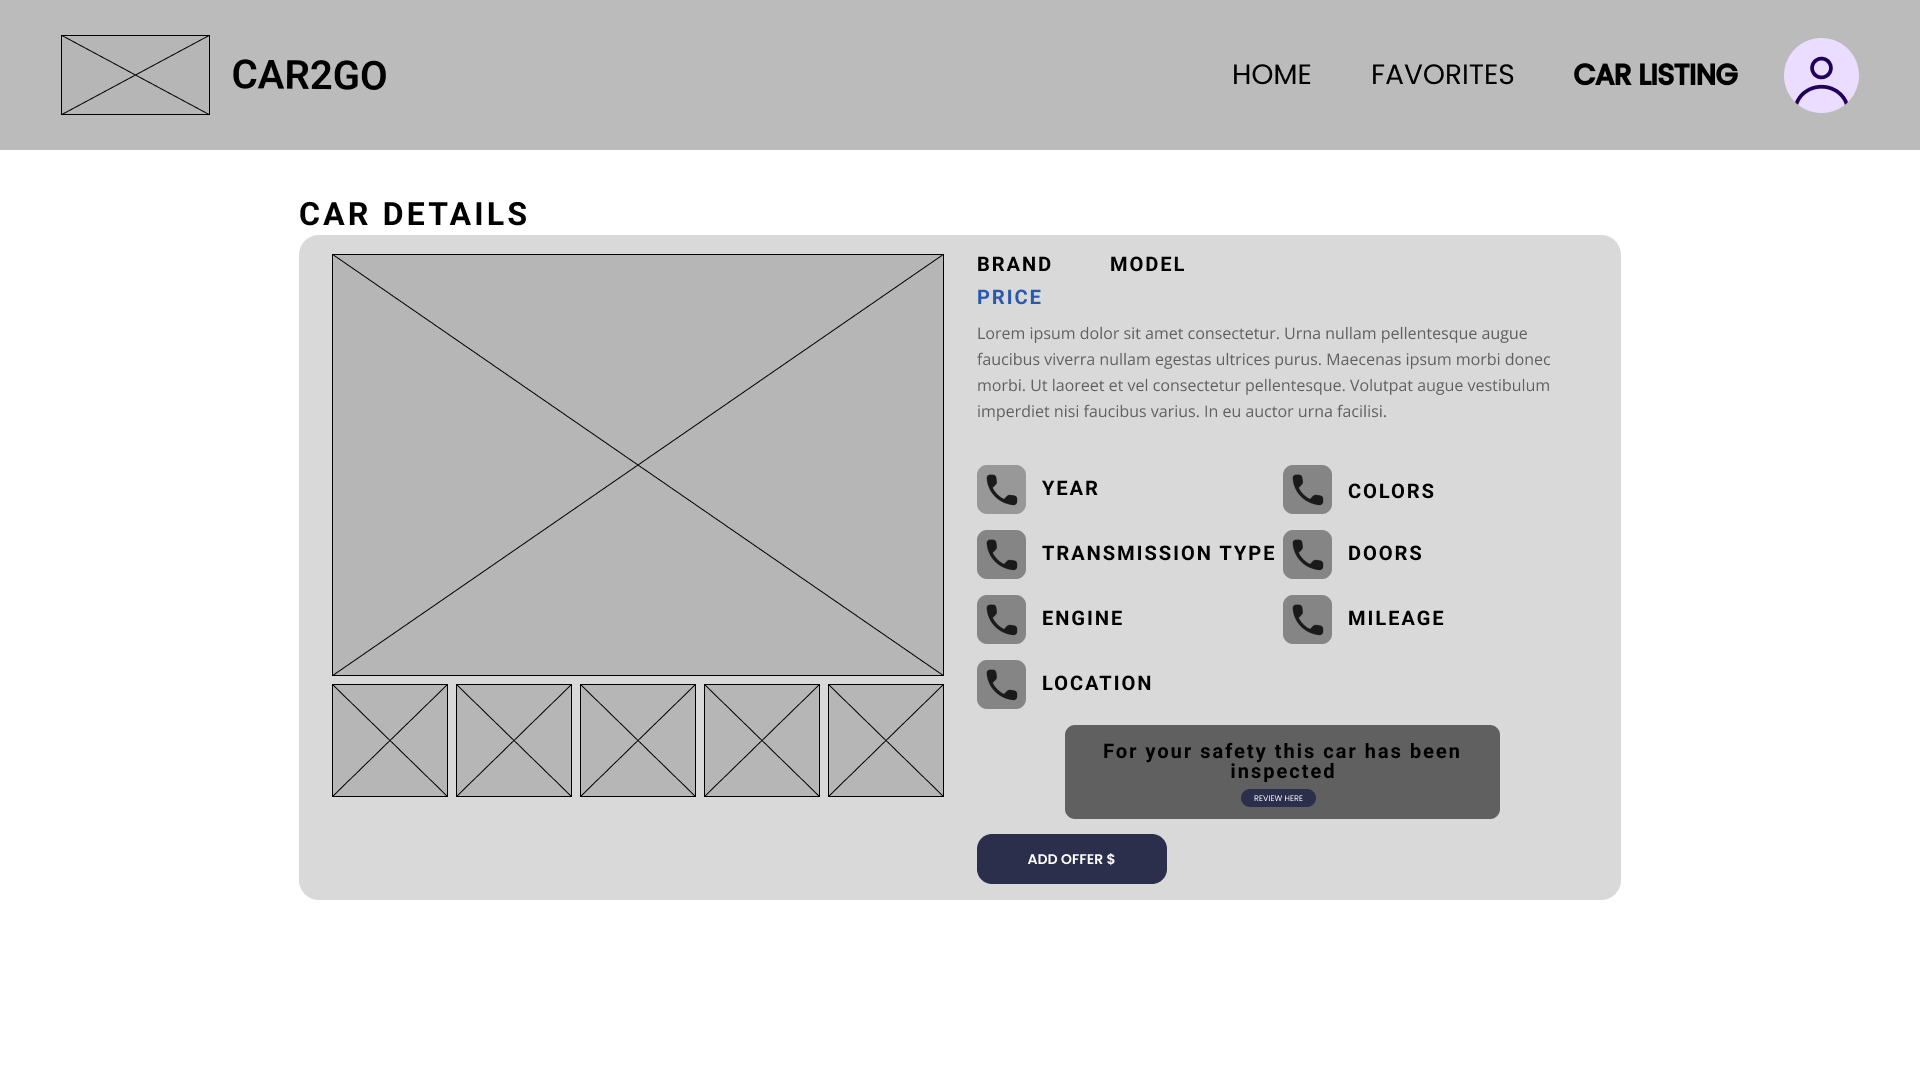 CAR2GO
HOME
FAVORITES
CAR LISTING
CAR DETAILS
BRAND
MODEL
PRICE
Lorem ipsum dolor sit amet consectetur. Urna nullam pellentesque augue
faucibus viverra nullam egestas ultrices purus. Maecenas ipsum morbi donec
morbi. Ut laoreet et vel consectetur pellentesque. Volutpat augue vestibulum
imperdiet nisi faucibus varius. In eu auctor urna facilisi.
YEAR
COLORS
TRANSMISSION TYPE
DOORS
ENGINE
MILEAGE
LOCATION
For your safety this car has been
inspected
REVIEW HERE
ADD OFFER $